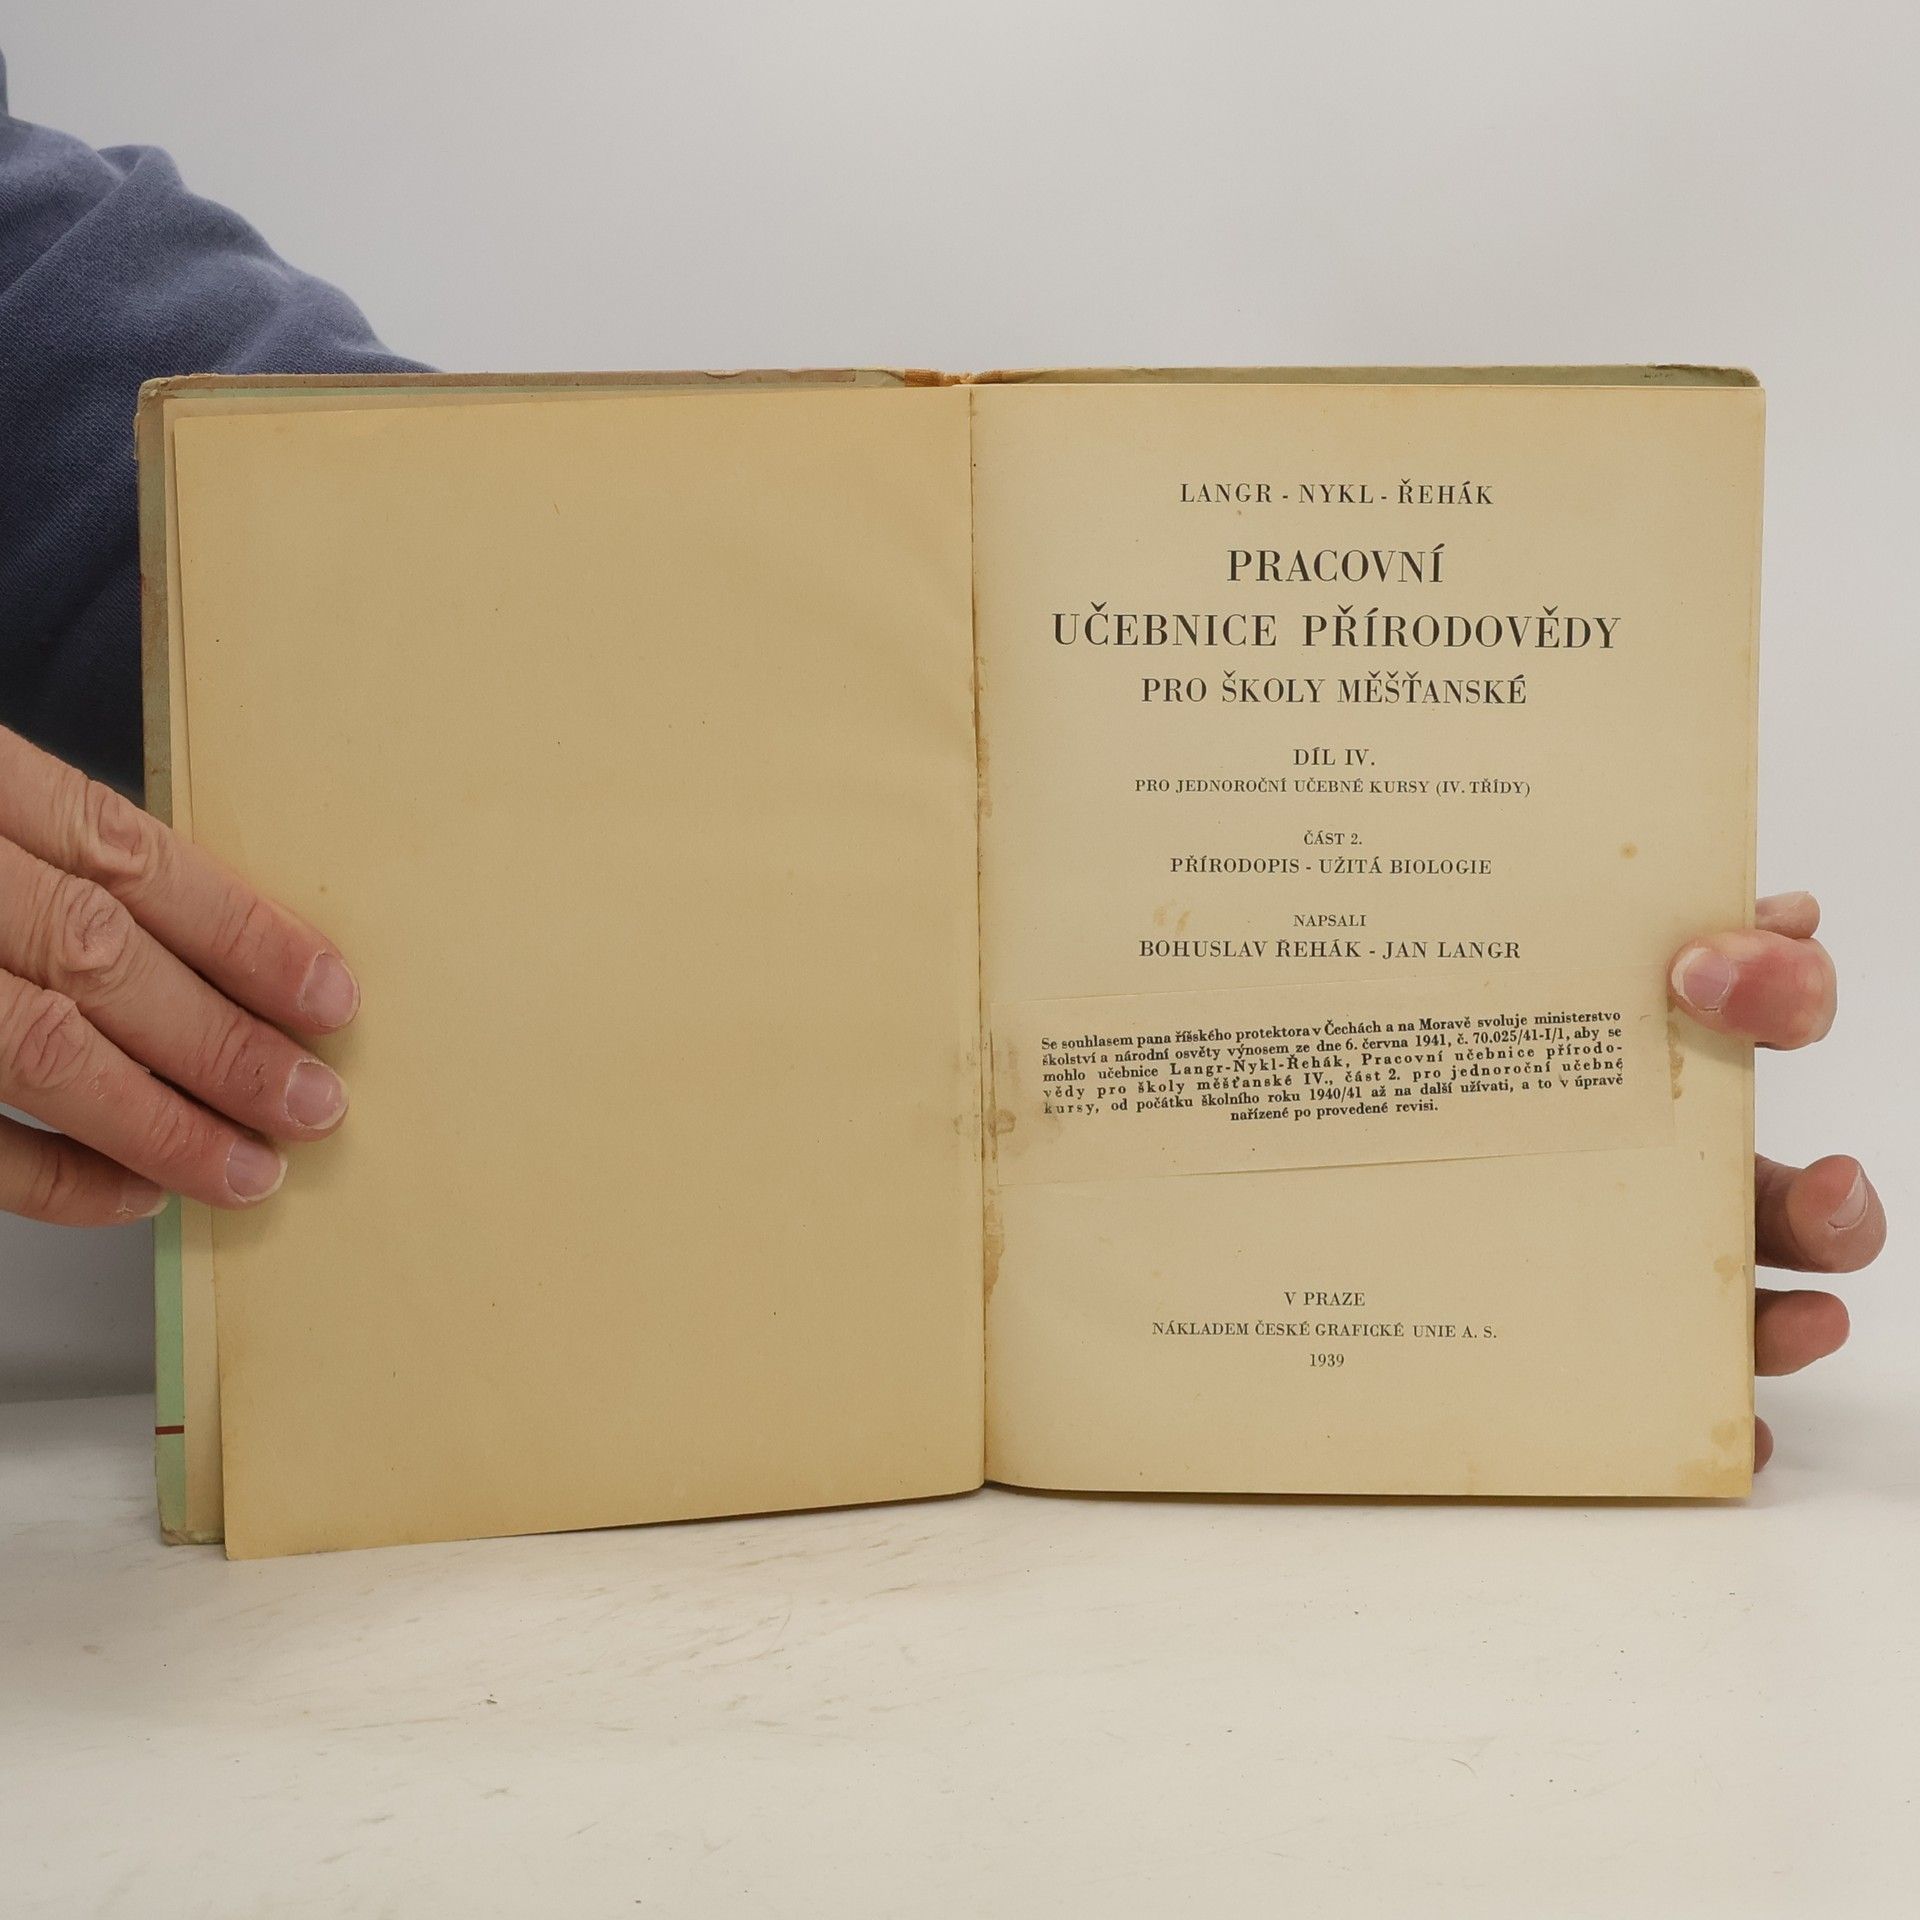 LANGR - NYKL - ŘEHÁK
PRACOVNÍ
UČEBNICE PŘÍRODOVĚDY
PRO ŠKOLY MĚŠŤANSKÉ
DÍL IV.
PRO JEDNOROČNÍ UČEBNÉ KURSY (IV. TŘÍDY)
ČÁST 2.
PŘÍRODOPIS - UŽITÁ BIOLOGIE
NAPSALI
BOHUSLAV ŘEHÁK - JAN LANGR
Se souhlasem pana říšského protektora v Čechách a na Moravě svoluje ministerstvo
školství a národní osvěty výnosem ze dne 6. června 1941, č. 70.025/41-I/1, aby se
mohlo učebnice Langr-Nykl-Řehák, Pracovní učebnice přírodo-
vědy pro školy měšťanské IV., část 2. pro jednoroční učebné
kursy, od počátku školního roku 1940/41 až na další užívati, a to v úpravě
nařízené po provedené revisi.
V PRAZE
NÁKLADEM ČESKÉ GRAFICKÉ UNIE A. S.
1939